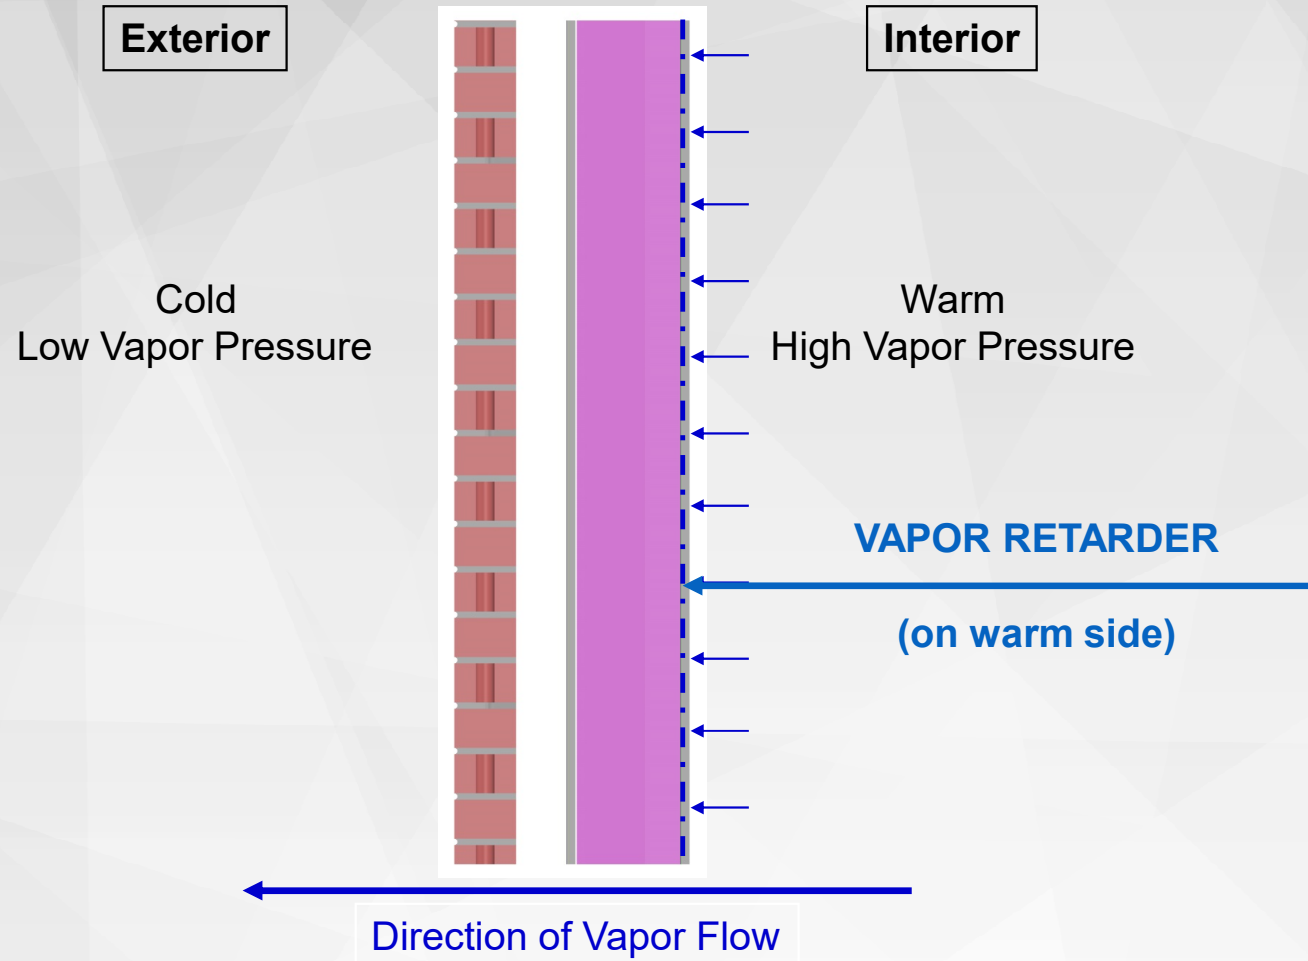 Exterior
Interior
Cold
Low Vapor Pressure
Warm
High Vapor Pressure
VAPOR RETARDER
(on warm side)
Direction of Vapor Flow